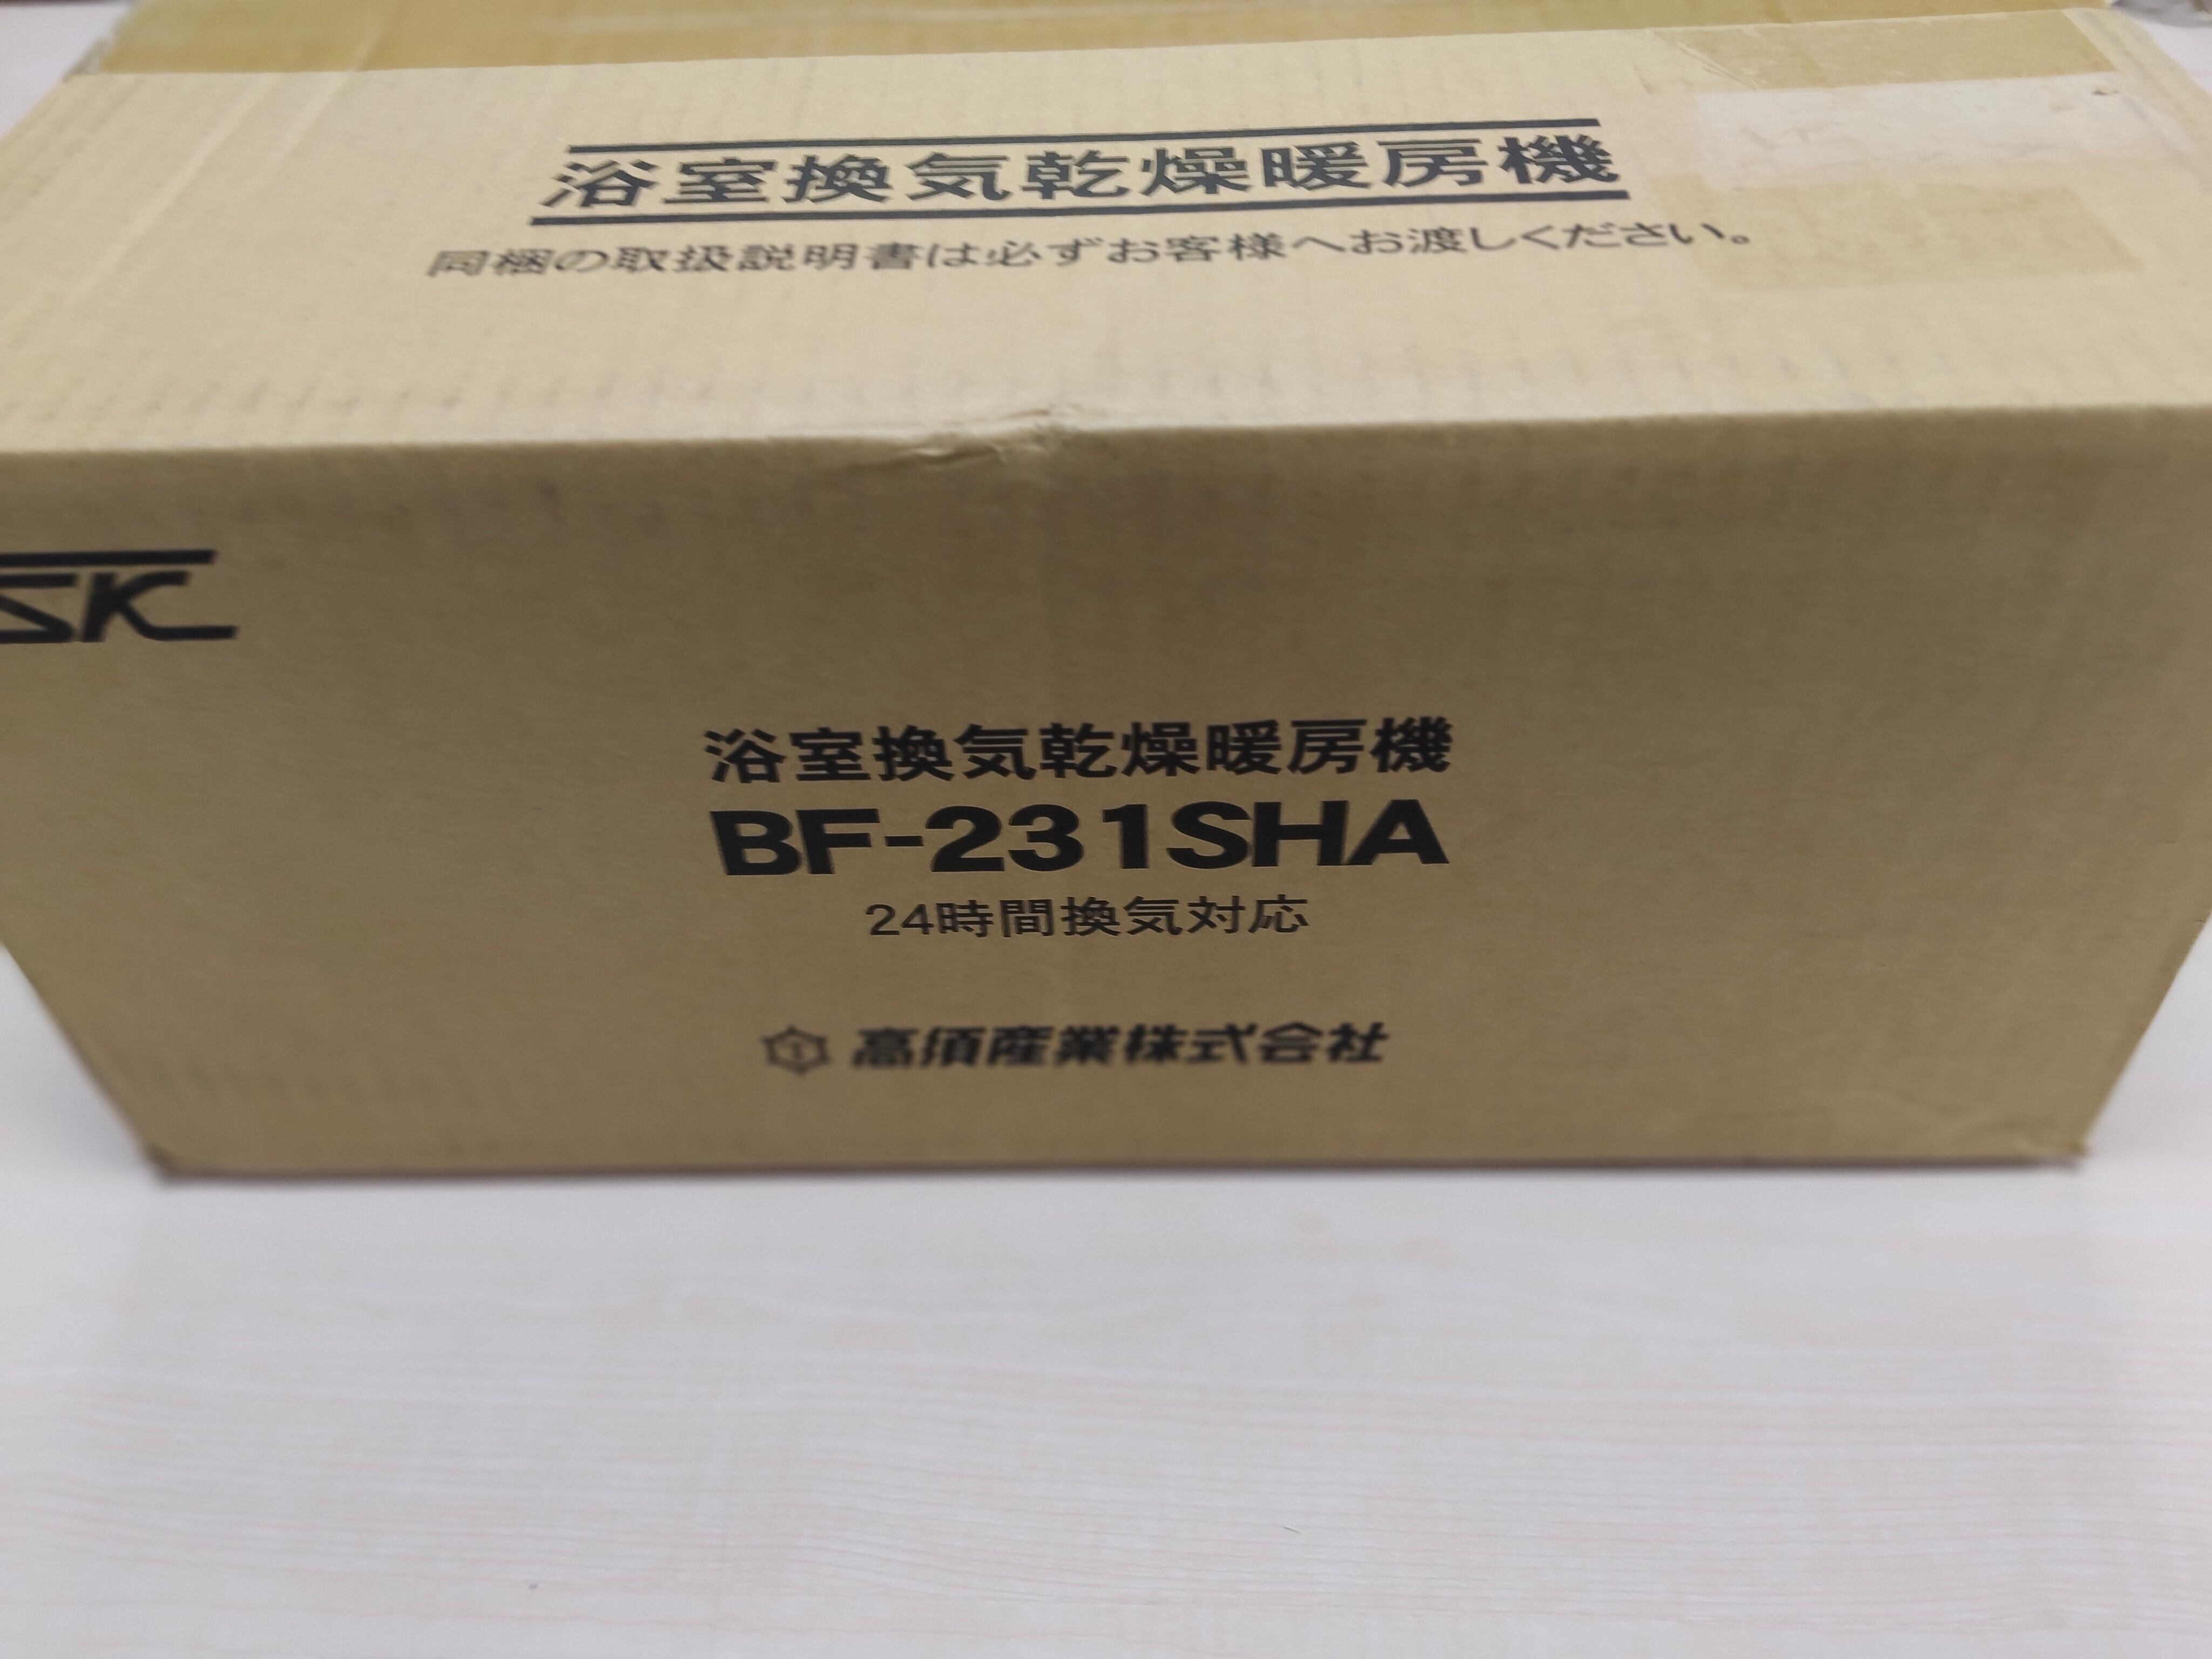 浴室換気乾燥暖房機
同梱の取扱説明書は必ずお客様へお渡しください。
SK
浴室換気乾燥暖房機
BF-231SHA
24時間換気対応
高須産業株式会社